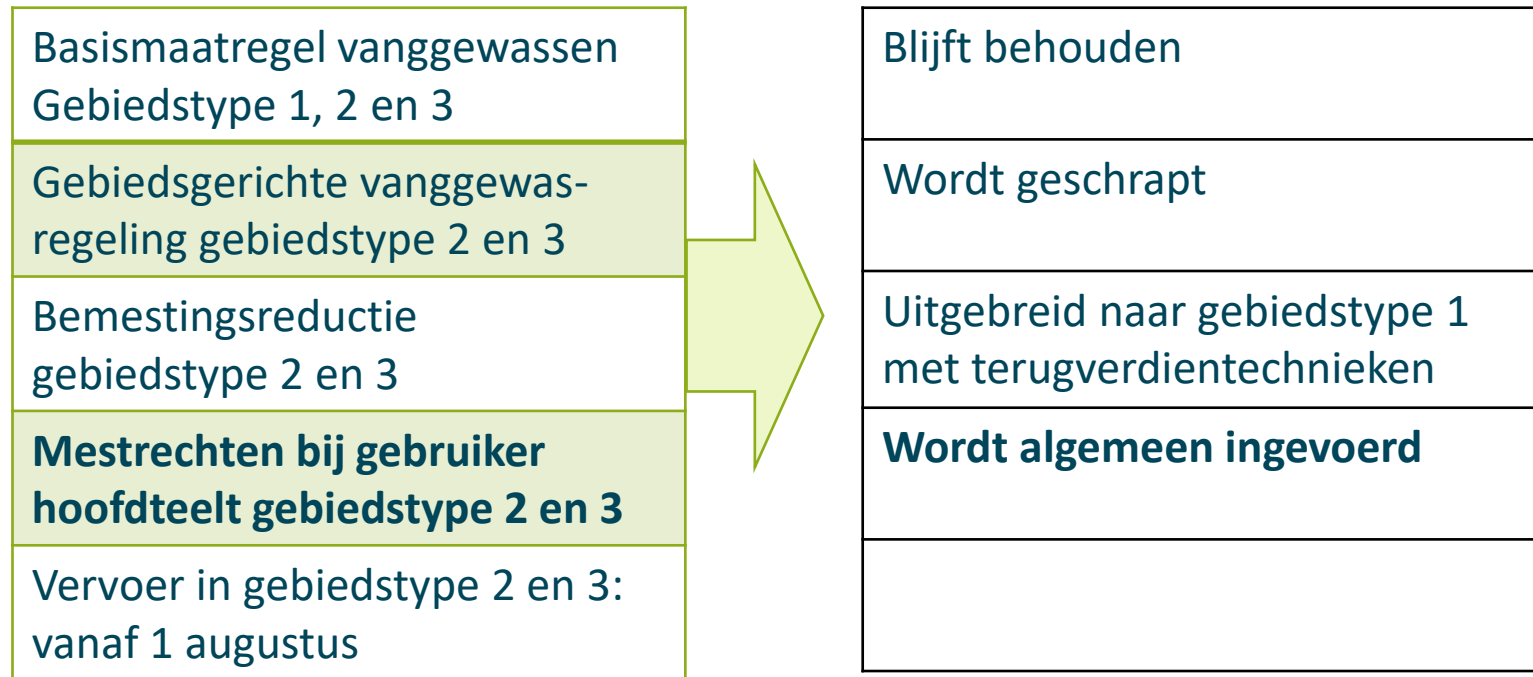 Basismaatregel vanggewassen
Gebiedstype 1, 2 en 3
Blijft behouden
Gebiedsgerichte vanggewas-
regeling gebiedstype 2 en 3
Wordt geschrapt
Bemestingsreductie
gebiedstype 2 en 3
Uitgebreid naar gebiedstype 1
met terugverdientechnieken
Mestrechten bij gebruiker
hoofdteelt gebiedstype 2 en 3
Wordt algemeen ingevoerd
Vervoer in gebiedstype 2 en 3:
vanaf 1 augustus